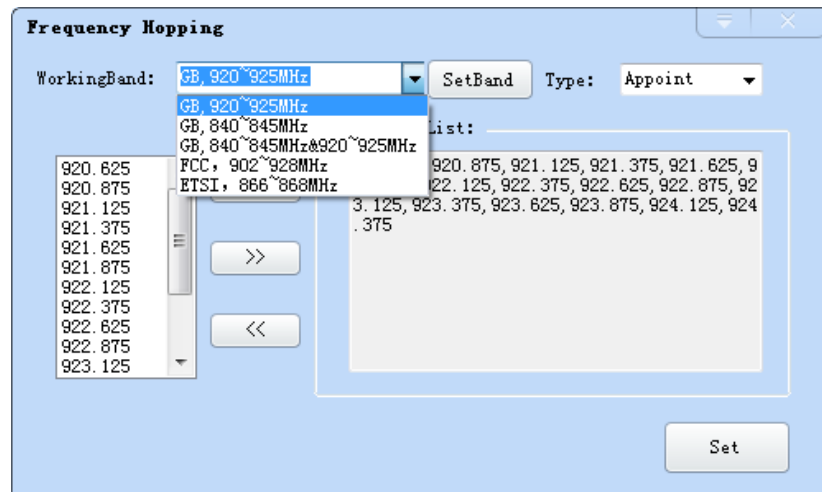 Frequency Hopping
WorkingBand: GB, 920~925MHz SetBand Type: Appoint
GB, 920~925MHz
GB, 840~845MHz
GB, 840~845MHz&920~925MHz
FCC, 902~928MHz
ETSI, 866~868MHz
List:
920.625
920.875
921.125
921.375
921.625
921.875
922.125
922.375
922.625
922.875
923.125
>>
<<
920.875, 921.125, 921.375, 921.625, 9
22.125, 922.375, 922.625, 922.875, 92
3.125, 923.375, 923.625, 923.875, 924.125, 924
.375
Set